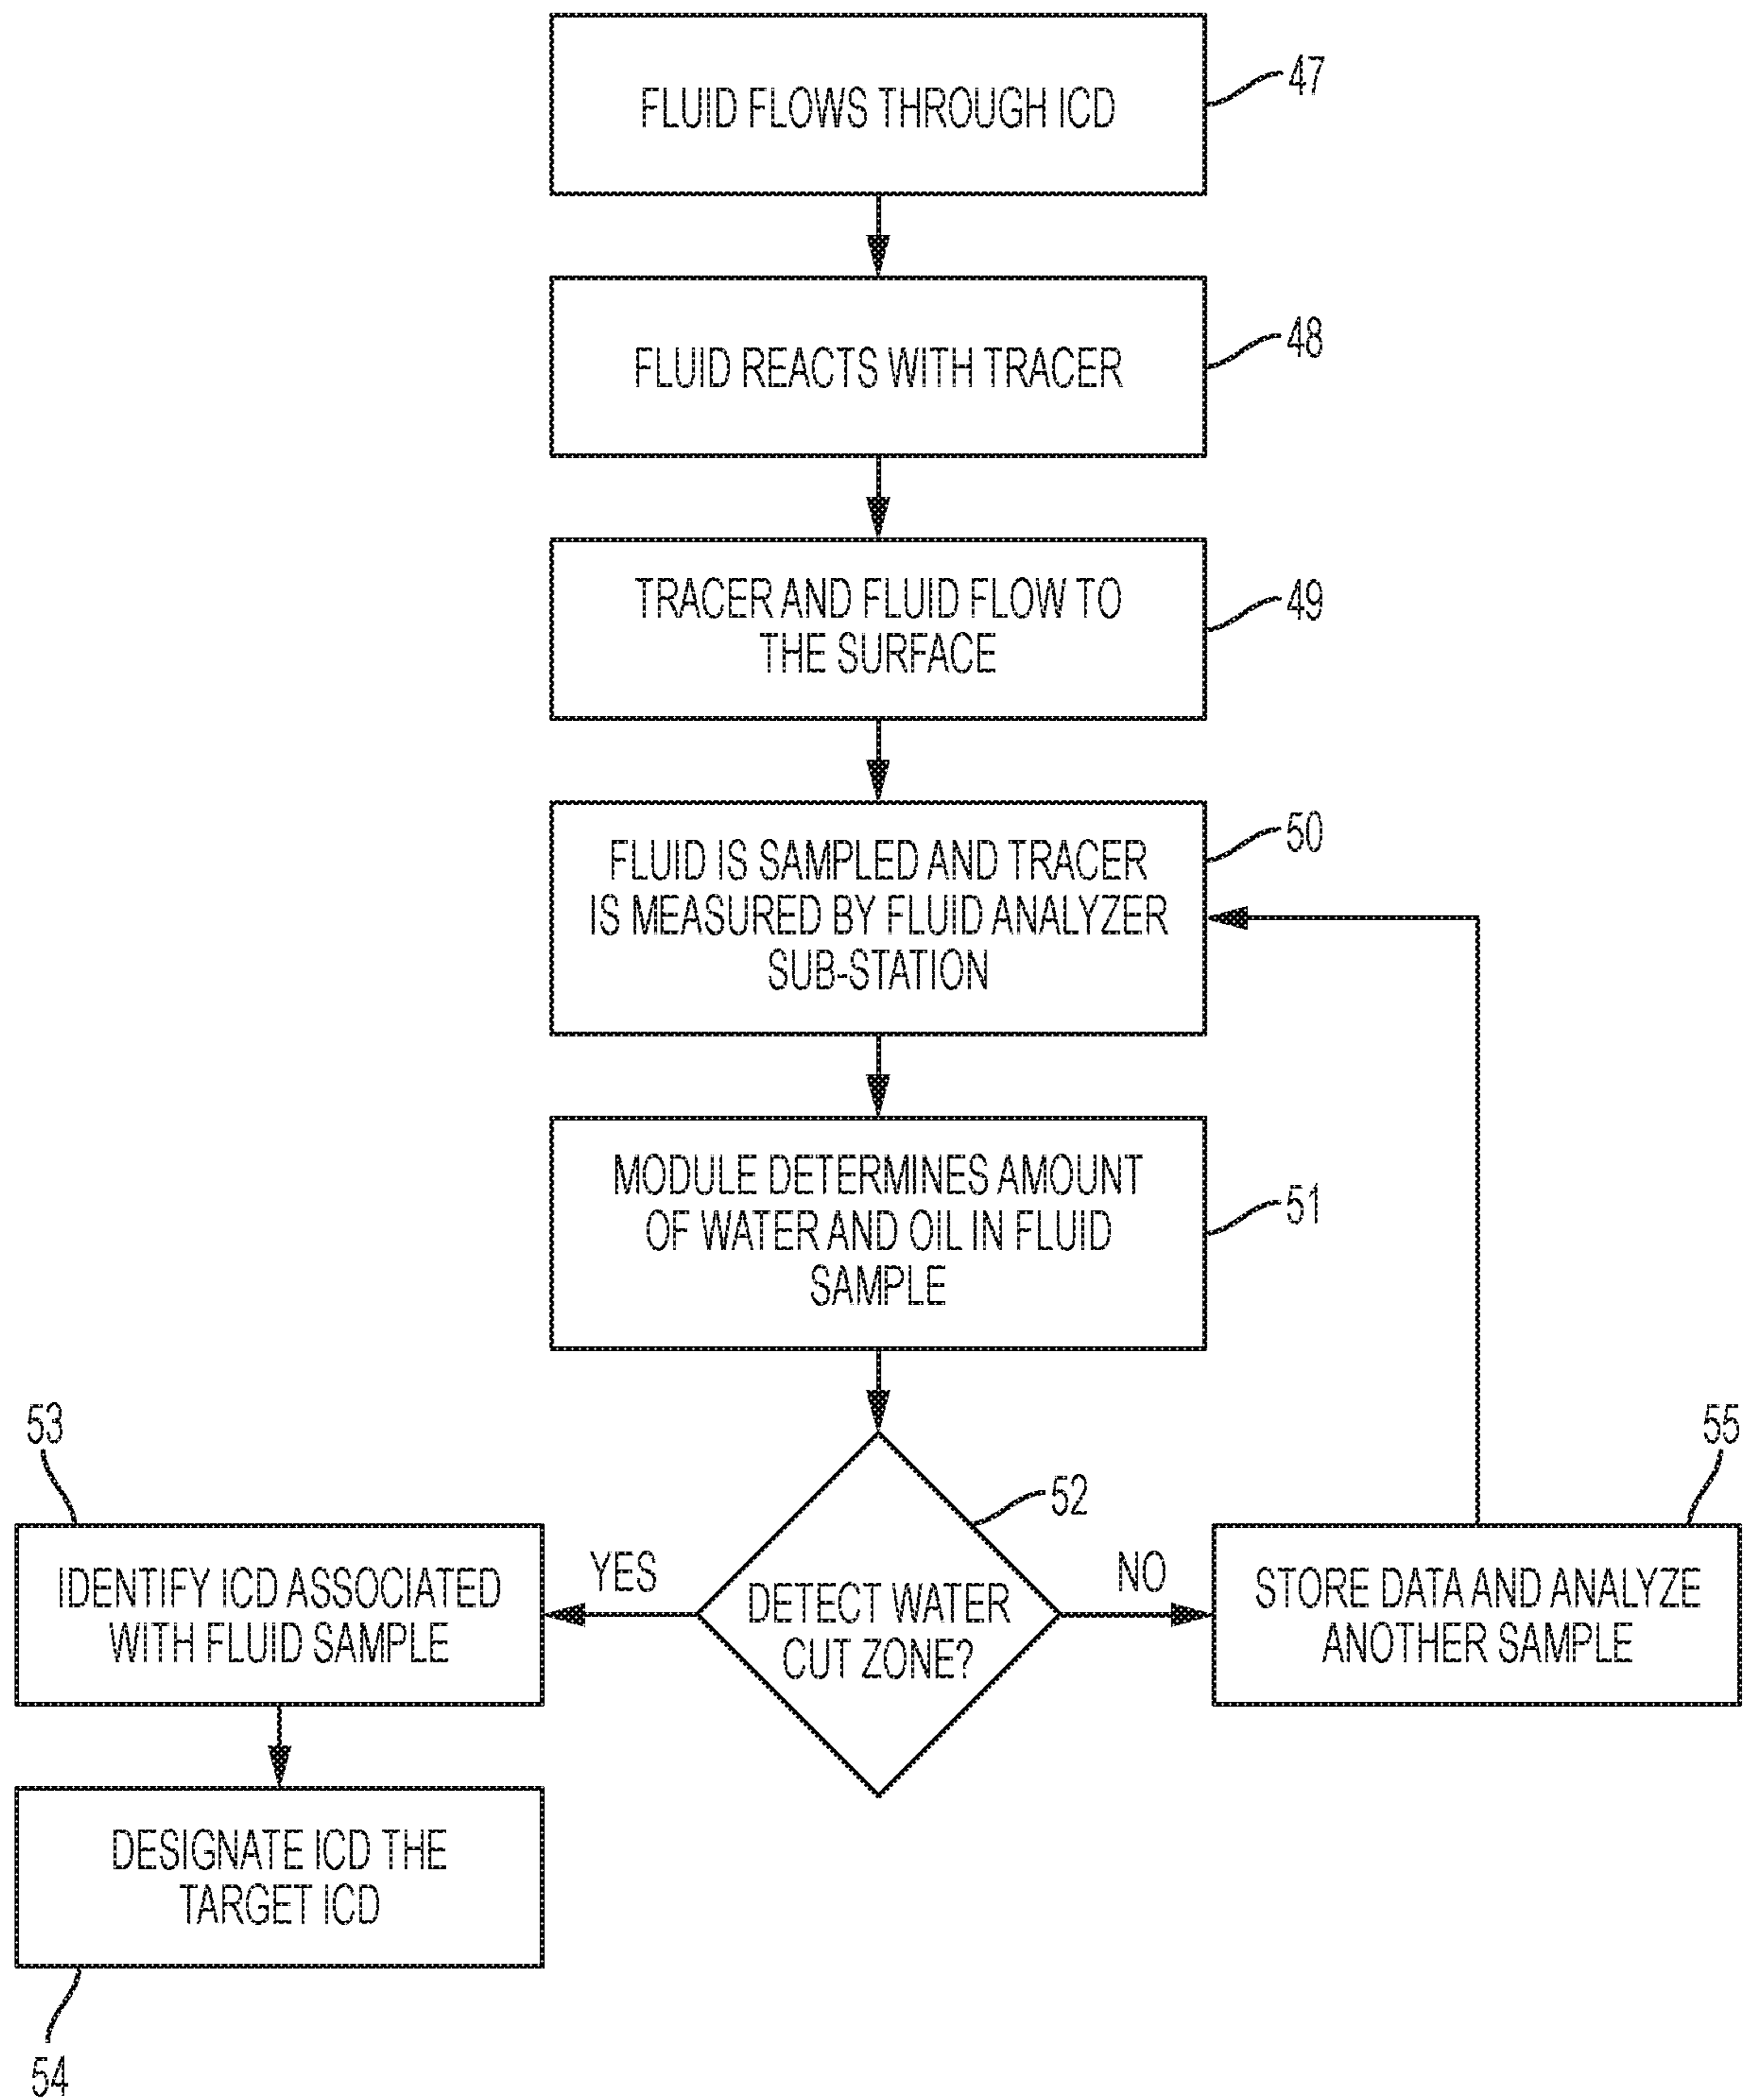 FLUID FLOWS THROUGH ICD
47
FLUID REACTS WITH TRACER
48
TRACER AND FLUID FLOW TO
THE SURFACE
49
FLUID IS SAMPLED AND TRACER
IS MEASURED BY FLUID ANALYZER
SUB-STATION
50
MODULE DETERMINES AMOUNT
OF WATER AND OIL IN FLUID
SAMPLE
51
DETECT WATER
CUT ZONE?
52
YES
53
IDENTIFY ICD ASSOCIATED
WITH FLUID SAMPLE
DESIGNATE ICD THE
TARGET ICD
54
NO
55
STORE DATA AND ANALYZE
ANOTHER SAMPLE